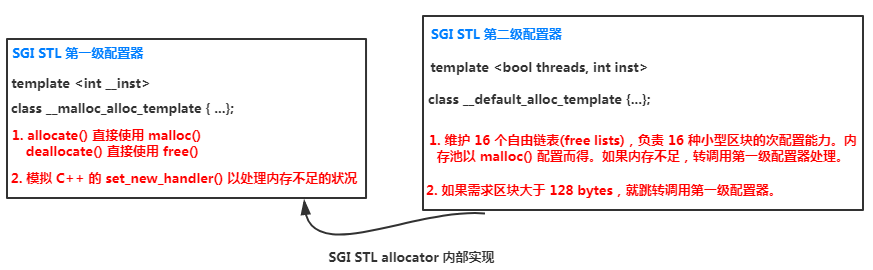 SGI STL 第一级配置器
template <int __inst>
class __malloc_alloc_template { ...};
1. allocate() 直接使用 malloc()
deallocate() 直接使用 free()
2. 模拟 C++ 的 set_new_handler() 以处理内存不足的状况
SGI STL 第二级配置器
template <bool threads, int inst>
class __default_alloc_template {...};
1. 维护 16 个自由链表(free lists)，负责 16 种小型区块的次配置能力。内
存池以 malloc() 配置而得。如果内存不足，转调用第一级配置器处理。
2. 如果需求区块大于 128 bytes，就跳转调用第一级配置器。
SGI STL allocator 内部实现